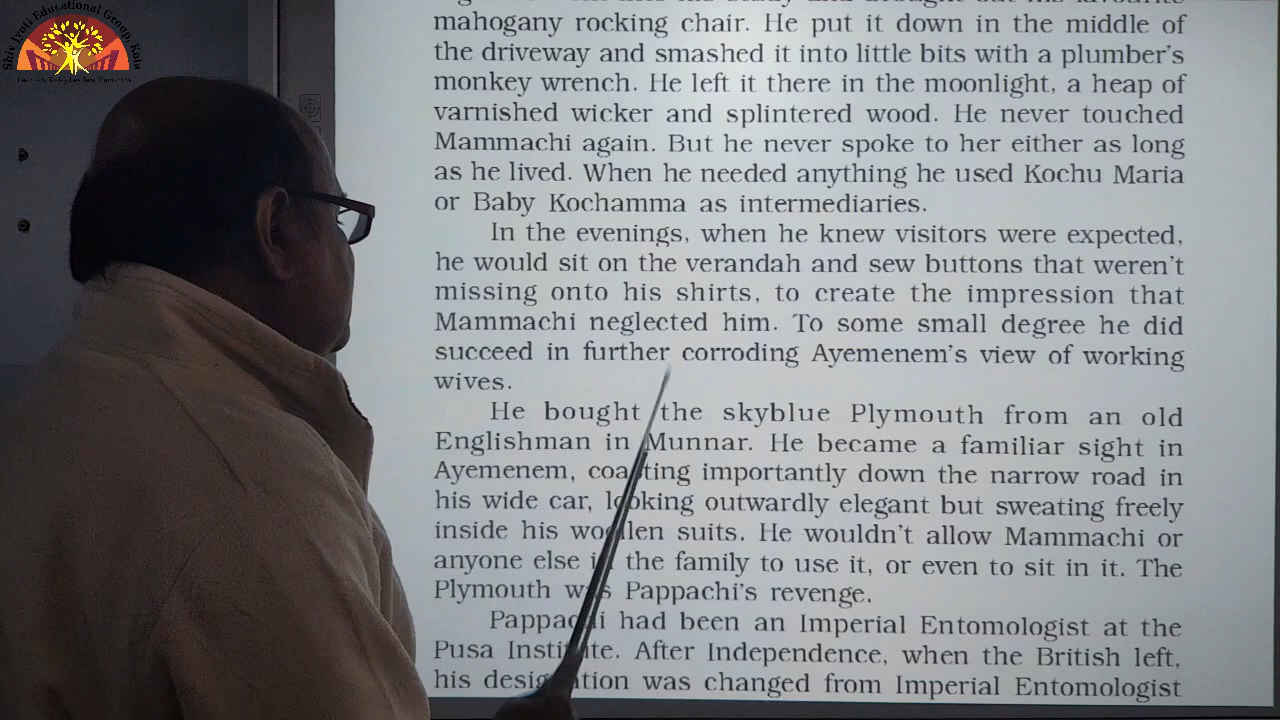 Shiv Jyoti Educational Group, Kota
mahogany rocking chair. He put it down in the middle of
the driveway and smashed it into little bits with a plumber's
monkey wrench. He left it there in the moonlight, a heap of
varnished wicker and splintered wood. He never touched
Mammachi again. But he never spoke to her either as long
as he lived. When he needed anything he used Kochu Maria
or Baby Kochamma as intermediaries.
In the evenings, when he knew visitors were expected,
he would sit on the verandah and sew buttons that weren't
missing onto his shirts, to create the impression that
Mammachi neglected him. To some small degree he did
succeed in further corroding Ayemenem's view of working
wives.
He bought the skyblue Plymouth from an old
Englishman in Munnar. He became a familiar sight in
Ayemenem, coasting importantly down the narrow road in
his wide car, looking outwardly elegant but sweating freely
inside his woollen suits. He wouldn't allow Mammachi or
anyone else in the family to use it, or even to sit in it. The
Plymouth was Pappachi's revenge.
Pappachi had been an Imperial Entomologist at the
Pusa Institute. After Independence, when the British left,
his designation was changed from Imperial Entomologist